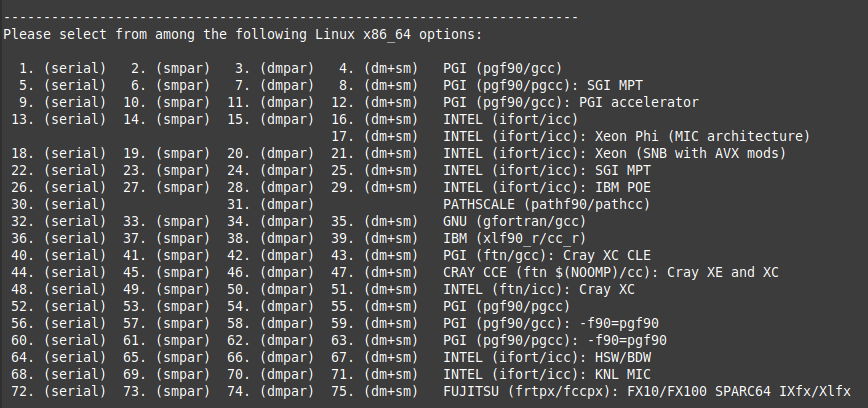 ------------------------------------------------------------------------
Please select from among the following Linux x86_64 options:
  1. (serial)   2. (smpar)   3. (dmpar)   4. (dm+sm)   PGI (pgf90/gcc)
  5. (serial)   6. (smpar)   7. (dmpar)   8. (dm+sm)   PGI (pgf90/pgcc): SGI MPT
  9. (serial)  10. (smpar)  11. (dmpar)  12. (dm+sm)   PGI (pgf90/gcc): PGI accelerator
 13. (serial)  14. (smpar)  15. (dmpar)  16. (dm+sm)   INTEL (ifort/icc)
                                         17. (dm+sm)   INTEL (ifort/icc): Xeon Phi (MIC architecture)
 18. (serial)  19. (smpar)  20. (dmpar)  21. (dm+sm)   INTEL (ifort/icc): Xeon (SNB with AVX mods)
 22. (serial)  23. (smpar)  24. (dmpar)  25. (dm+sm)   INTEL (ifort/icc): SGI MPT
 26. (serial)  27. (smpar)  28. (dmpar)  29. (dm+sm)   INTEL (ifort/icc): IBM POE
 30. (serial)               31. (dmpar)                PATHSCALE (pathf90/pathcc)
 32. (serial)  33. (smpar)  34. (dmpar)  35. (dm+sm)   GNU (gfortran/gcc)
 36. (serial)  37. (smpar)  38. (dmpar)  39. (dm+sm)   IBM (xlf90_r/cc_r)
 40. (serial)  41. (smpar)  42. (dmpar)  43. (dm+sm)   PGI (ftn/gcc): Cray XC CLE
 44. (serial)  45. (smpar)  46. (dmpar)  47. (dm+sm)   CRAY CCE (ftn $(NOOMP)/cc): Cray XE and XC
 48. (serial)  49. (smpar)  50. (dmpar)  51. (dm+sm)   INTEL (ftn/icc): Cray XC
 52. (serial)  53. (smpar)  54. (dmpar)  55. (dm+sm)   PGI (pgf90/pgcc)
 56. (serial)  57. (smpar)  58. (dmpar)  59. (dm+sm)   PGI (pgf90/gcc): -f90=pgf90
 60. (serial)  61. (smpar)  62. (dmpar)  63. (dm+sm)   PGI (pgf90/pgcc): -f90=pgf90
 64. (serial)  65. (smpar)  66. (dmpar)  67. (dm+sm)   INTEL (ifort/icc): HSW/BDW
 68. (serial)  69. (smpar)  70. (dmpar)  71. (dm+sm)   INTEL (ifort/icc): KNL MIC
 72. (serial)  73. (smpar)  74. (dmpar)  75. (dm+sm)   FUJITSU (frtpx/fccpx): FX10/FX100 SPARC64 IXfx/Xlfx